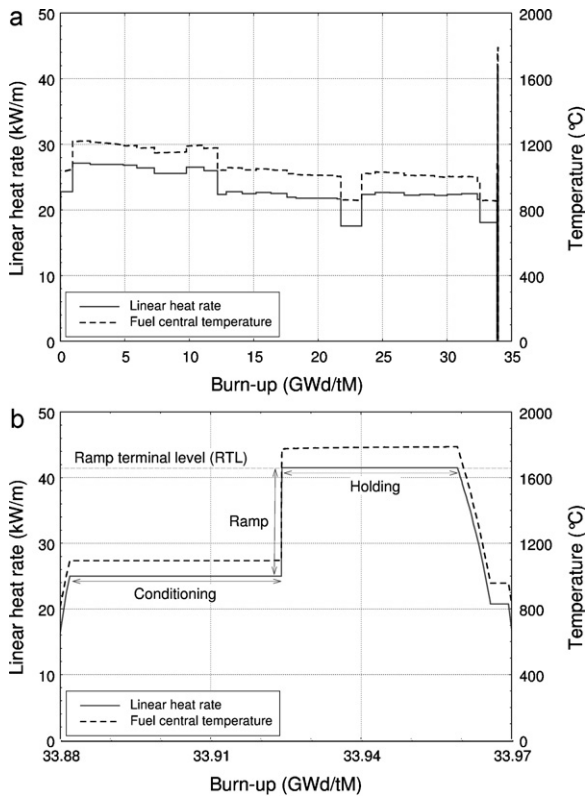 a
50
40
30
20
10
0
Linear heat rate (kW/m)
2000
1600
1200
800
400
0
Temperature (°C)
Linear heat rate
Fuel central temperature
0 5 10 15 20 25 30 35
Burn-up (GWd/tM)
b
50
40
30
20
10
0
Linear heat rate (kW/m)
2000
1600
1200
800
400
0
Temperature (°C)
Ramp terminal level (RTL)
Holding
Ramp
Conditioning
Linear heat rate
Fuel central temperature
33.88 33.91 33.94 33.97
Burn-up (GWd/tM)